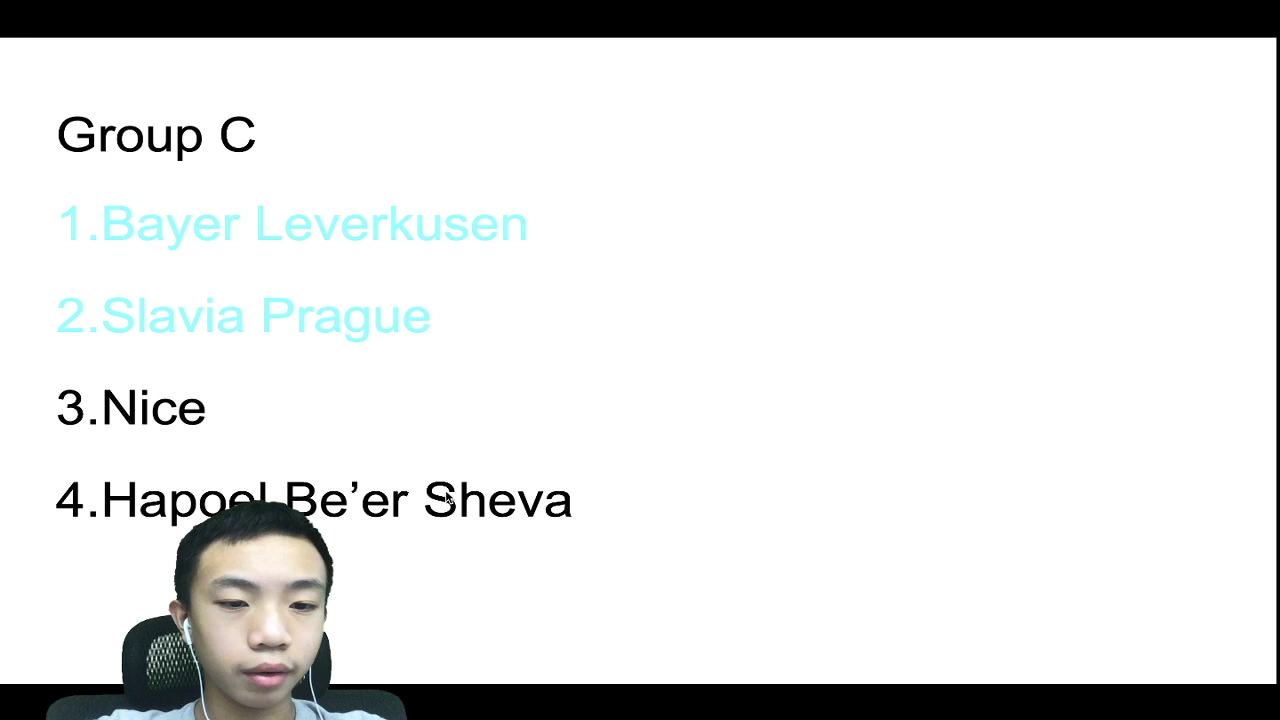 Group C
1.Bayer Leverkusen
2.Slavia Prague
3.Nice
4.Hapoel Be’er Sheva